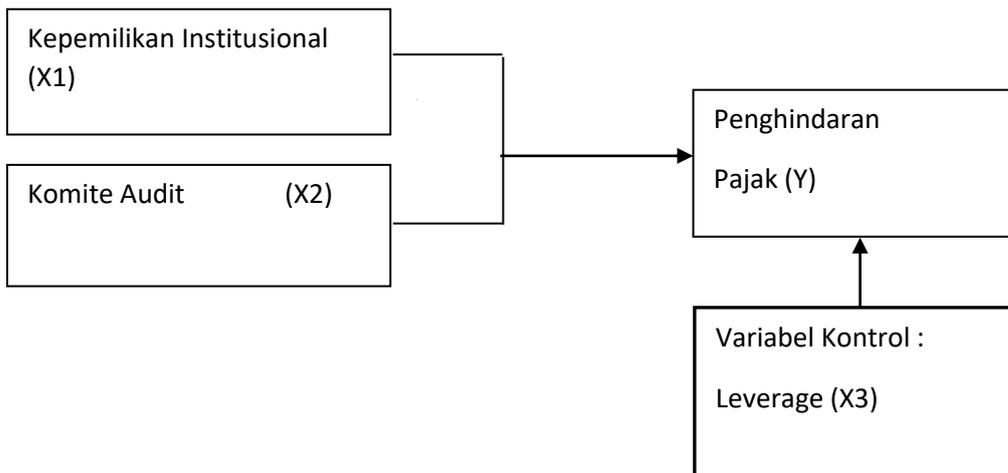 Kepemilikan Institusional
(X1)
Komite Audit (X2)
Penghindaran
Pajak (Y)
Variabel Kontrol :
Leverage (X3)